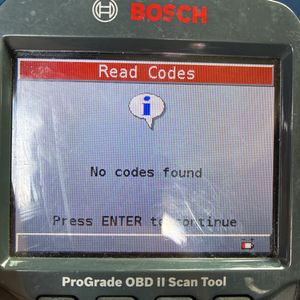 BOSCH
Read Codes
No codes found
Press ENTER to continue
ProGrade OBD II Scan Tool